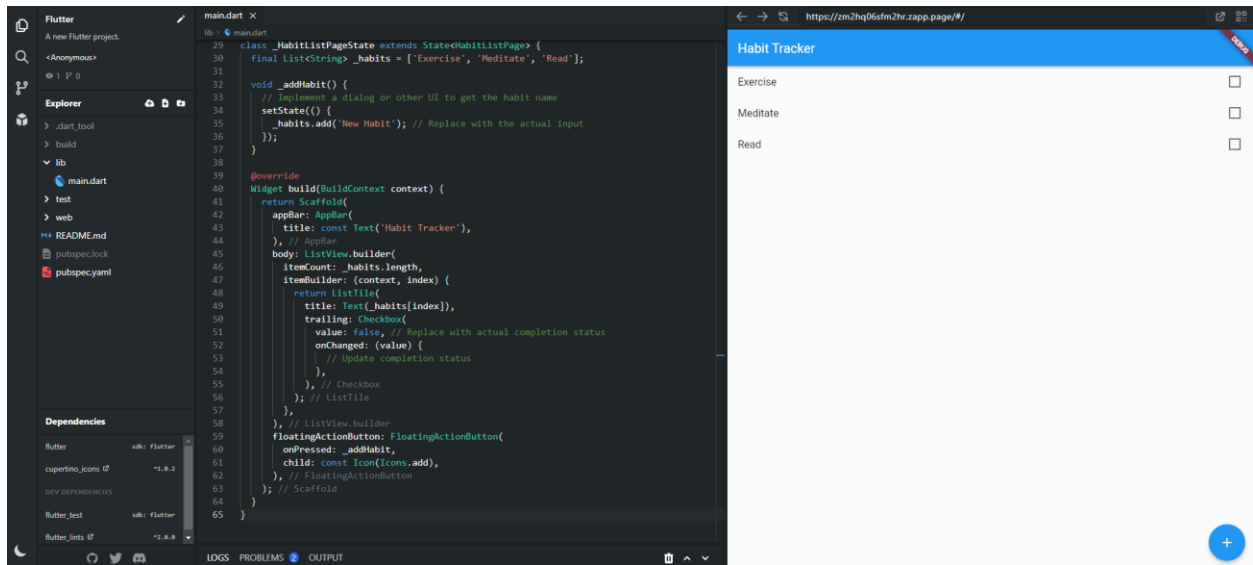 Flutter
A new Flutter project.
<Anonymous>
1 0
Explorer
.dart_tool
build
lib
main.dart
test
web
README.md
pubspec.lock
pubspec.yaml
Dependencies
flutter sdk: flutter
cupertino_icons ^1.0.2
DEV DEPENDENCIES
flutter_test sdk: flutter
flutter_lints ^2.0.0
main.dart ×
lib > main.dart
29 class _HabitListPageState extends State<HabitListPage> {
30 final List<String> _habits = ['Exercise', 'Meditate', 'Read'];
31
32 void _addHabit() {
33 // Implement a dialog or other UI to get the habit name
34 setState(() {
35 _habits.add('New Habit'); // Replace with the actual input
36 });
37 }
38
39 @override
40 Widget build(BuildContext context) {
41 return Scaffold(
42 appBar: AppBar(
43 title: const Text('Habit Tracker'),
44 ), // AppBar
45 body: ListView.builder(
46 itemCount: _habits.length,
47 itemBuilder: (context, index) {
48 return ListTile(
49 title: Text(_habits[index]),
50 trailing: Checkbox(
51 value: false, // Replace with actual completion status
52 onChanged: (value) {
53 // Update completion status
54 },
55 ), // Checkbox
56 ); // ListTile
57 },
58 ), // ListView.builder
59 floatingActionButton: FloatingActionButton(
60 onPressed: _addHabit,
61 child: const Icon(Icons.add),
62 ), // FloatingActionButton
63 ); // Scaffold
64 }
65 }
LOGS PROBLEMS 2 OUTPUT
https://zm2hq06sfm2hr.zapp.page/#/
Habit Tracker
DEBUG
Exercise
Meditate
Read
+